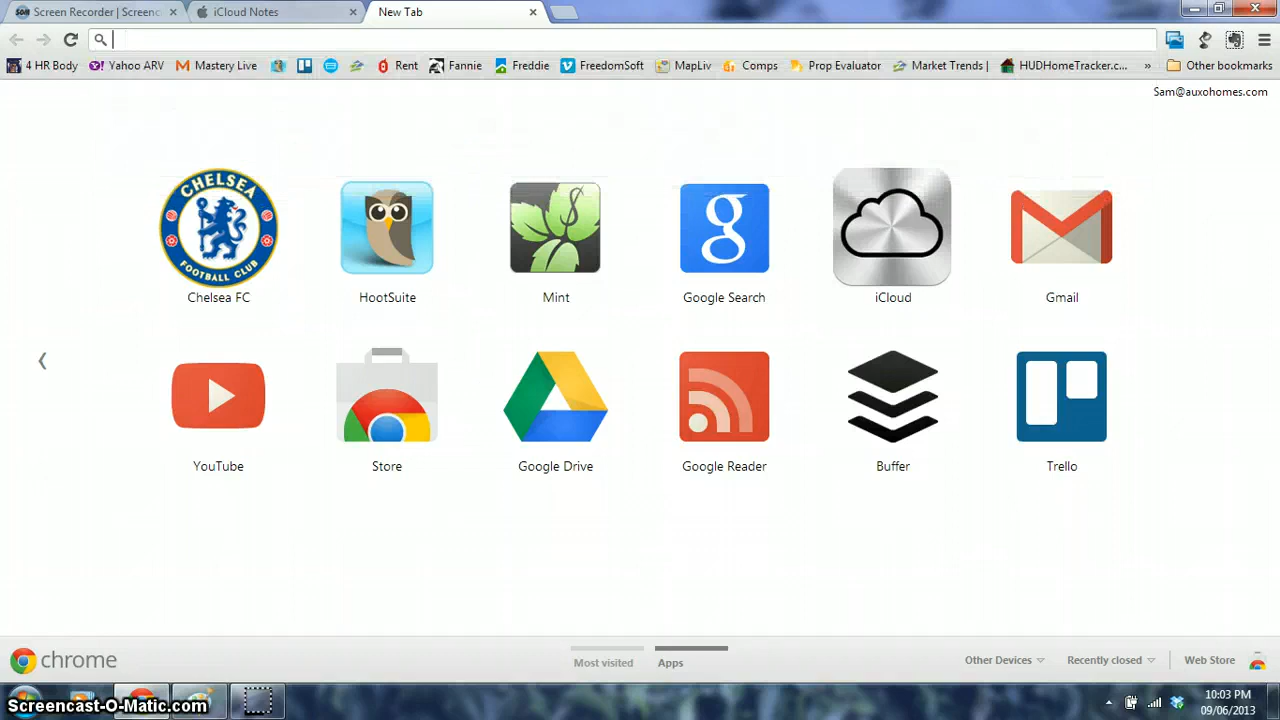 Screen Recorder | Screenc
iCloud Notes
New Tab
4 HR Body
Yahoo ARV
Mastery Live
Rent
Fannie
Freddie
FreedomSoft
MapLiv
Comps
Prop Evaluator
Market Trends |
HUDHomeTracker.c...
»
Other bookmarks
Sam@auxohomes.com
CHELSEA
FOOTBALL CLUB
g
Chelsea FC
HootSuite
Mint
Google Search
iCloud
Gmail
YouTube
Store
Google Drive
Google Reader
Buffer
Trello
chrome
Most visited
Apps
Other Devices
Recently closed
Web Store
Screencast-O-Matic.com
10:03 PM
09/06/2013